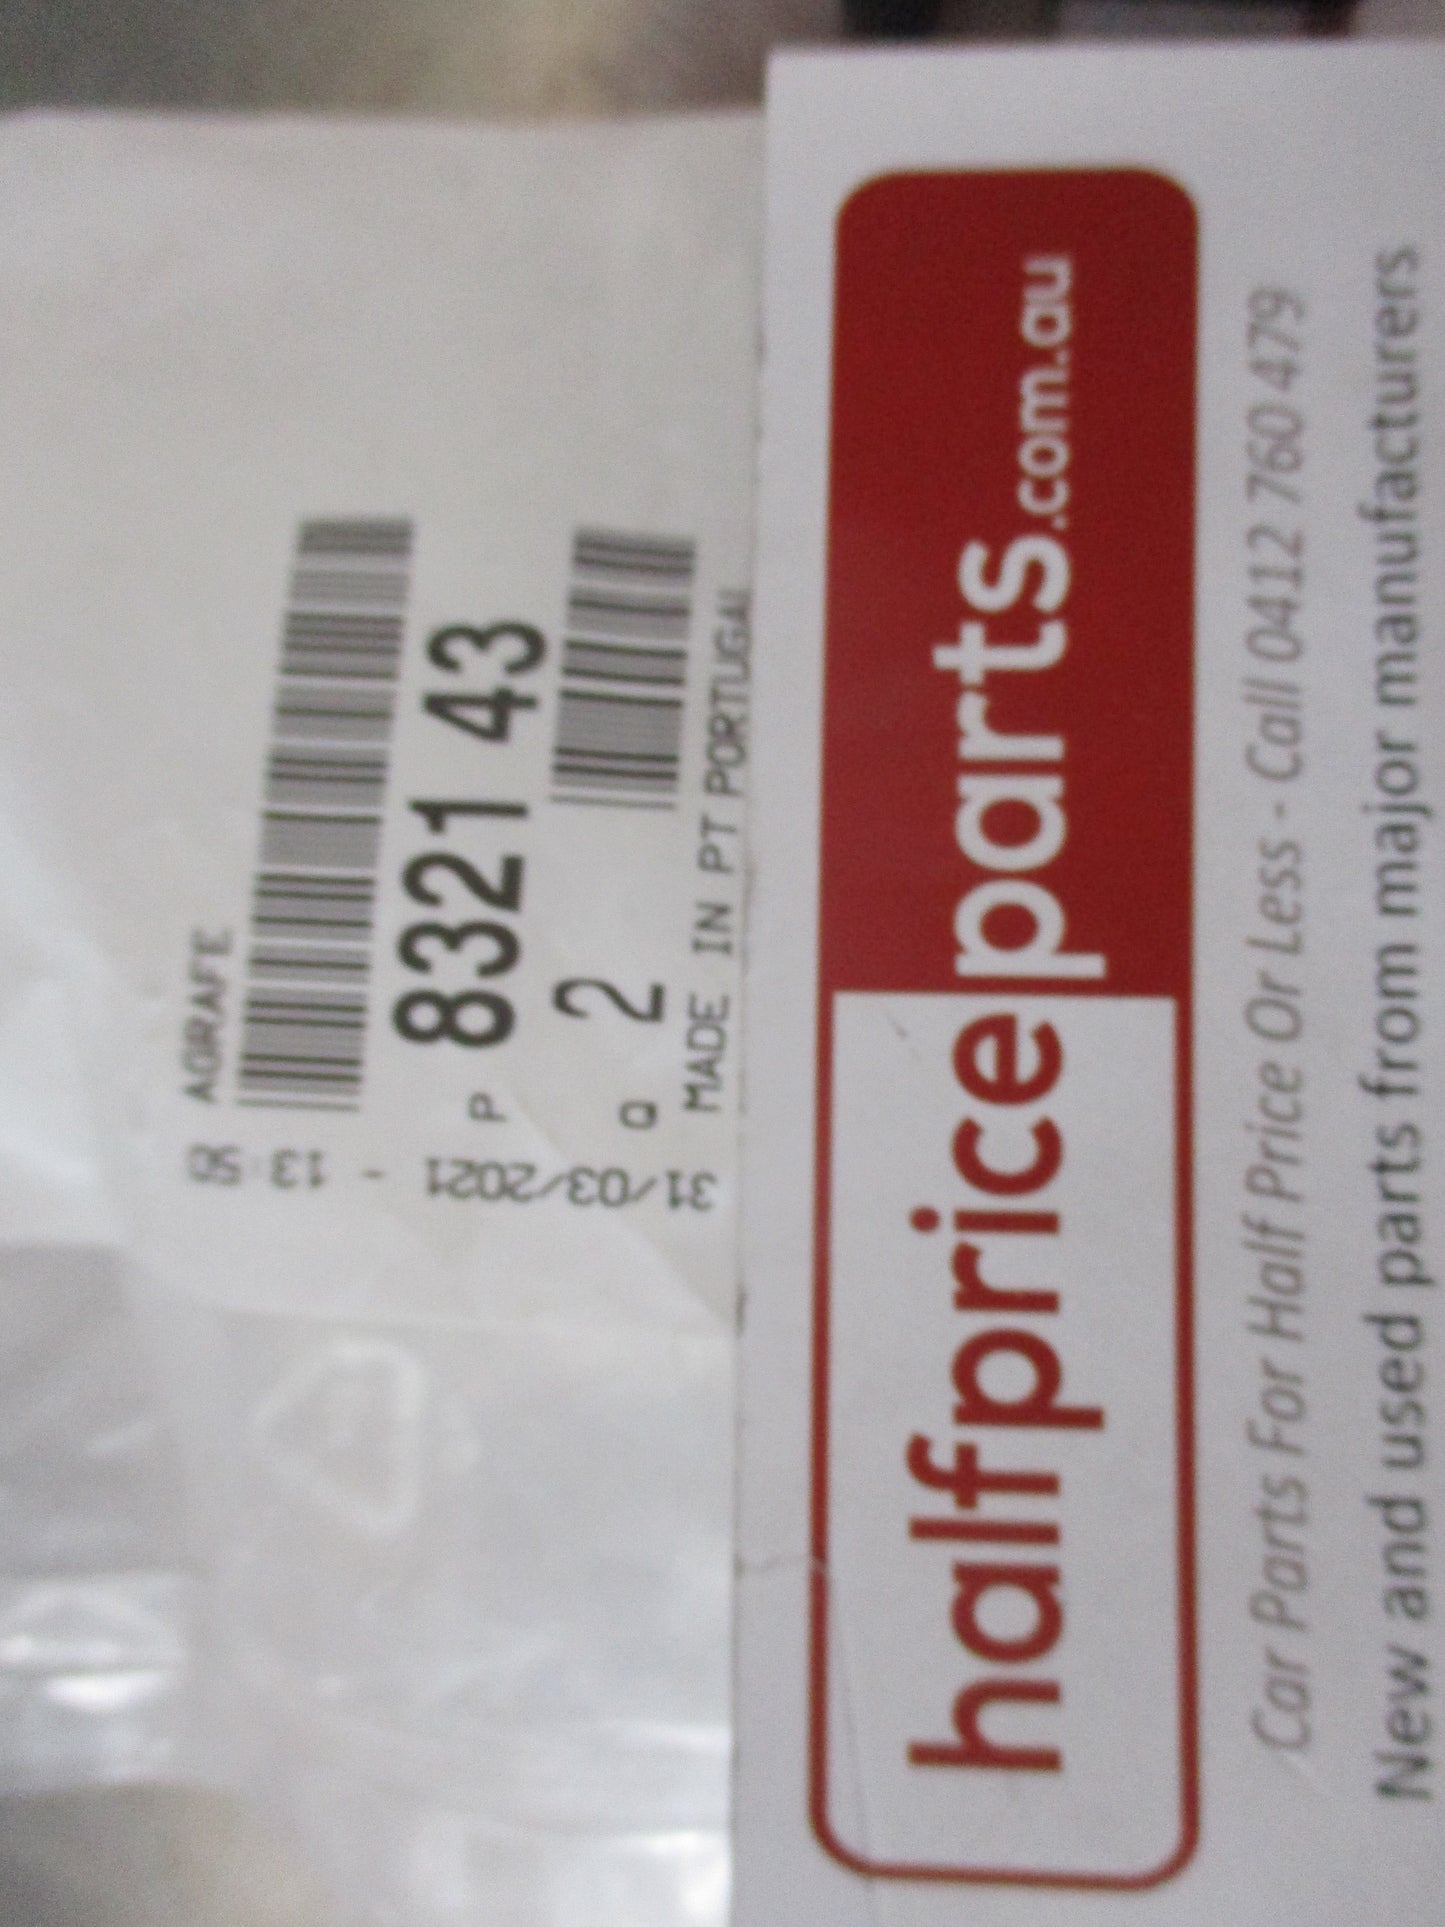 AGRAFE
P 8321 43
Q 2
MADE IN PT PORTUGAL
31/03/2021 - 13:56
halfpriceparts.com.au
Car Parts For Half Price Or Less - Call 0412 760 479
New and used parts from major manufacturers